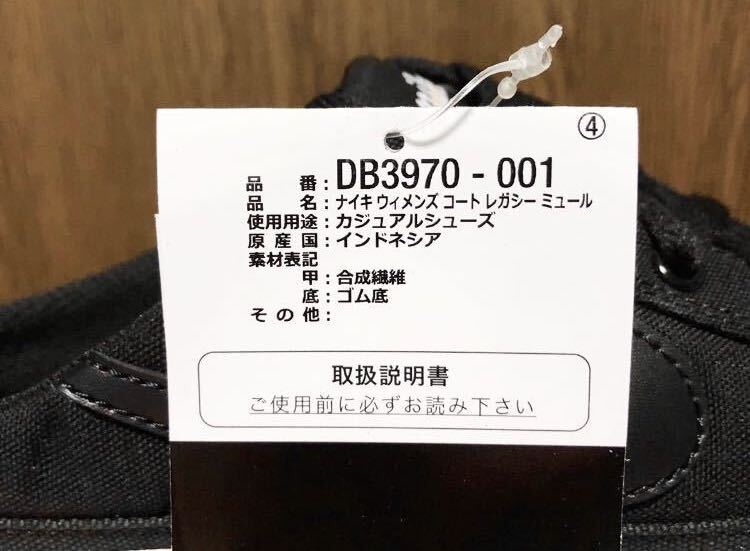 ④
品番：DB3970 - 001
品名：ナイキ ウィメンズ コート レガシー ミュール
使用用途：カジュアルシューズ
原産国：インドネシア
素材表記
甲：合成繊維
底：ゴム底
その他：
取扱説明書
ご使用前に必ずお読み下さい